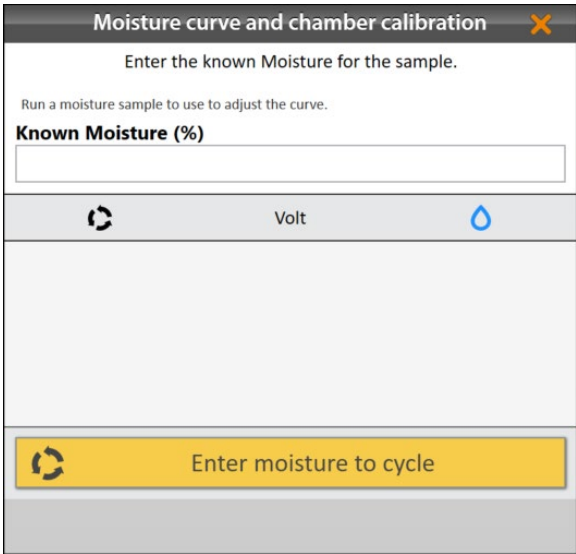 Moisture curve and chamber calibration
Enter the known Moisture for the sample.
Run a moisture sample to use to adjust the curve.
Known Moisture (%)
Volt
Enter moisture to cycle